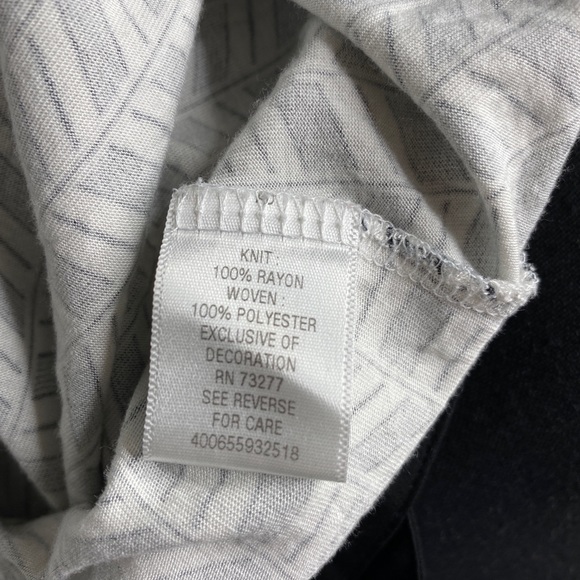 KNIT :
100% RAYON
WOVEN :
100% POLYESTER
EXCLUSIVE OF
DECORATION
RN 73277
SEE REVERSE
FOR CARE
400655932518